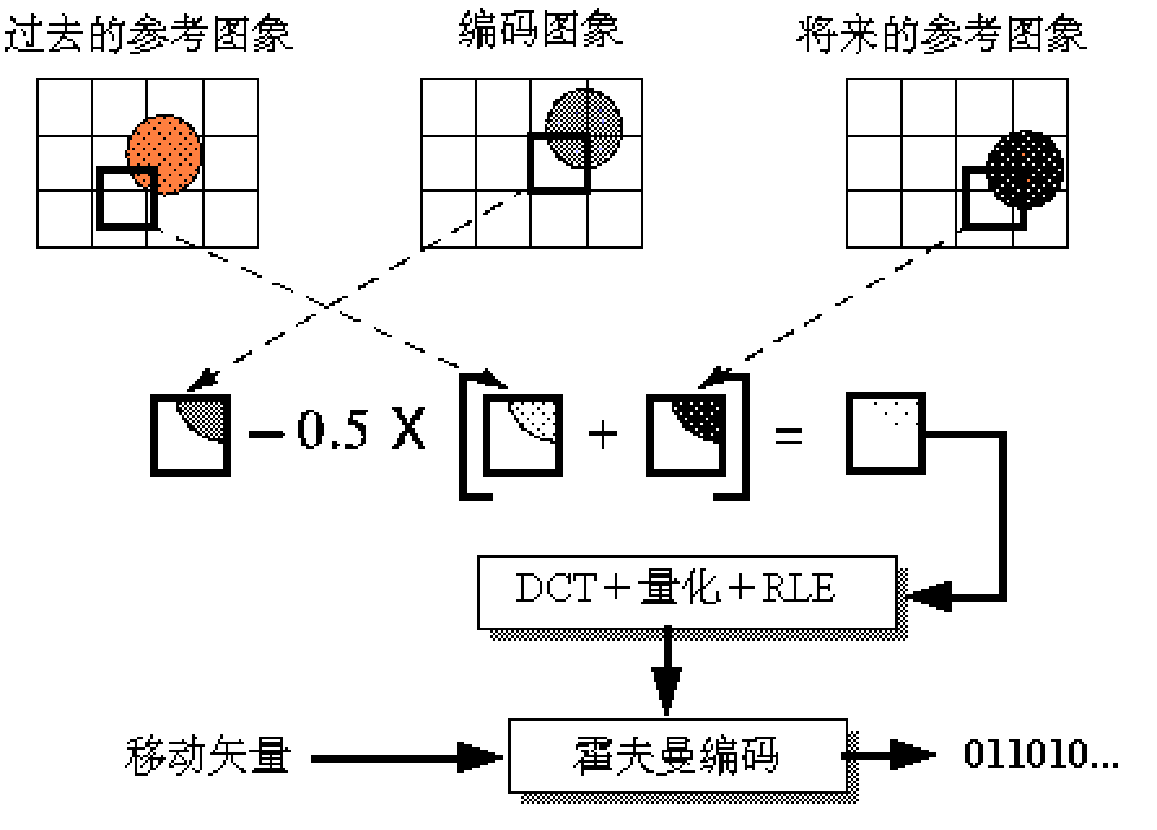 过去的参考图象
编码图象
将来的参考图象
－0.5 X [ + ] =
DCT＋量化＋RLE
移动矢量
霍夫曼编码
011010...